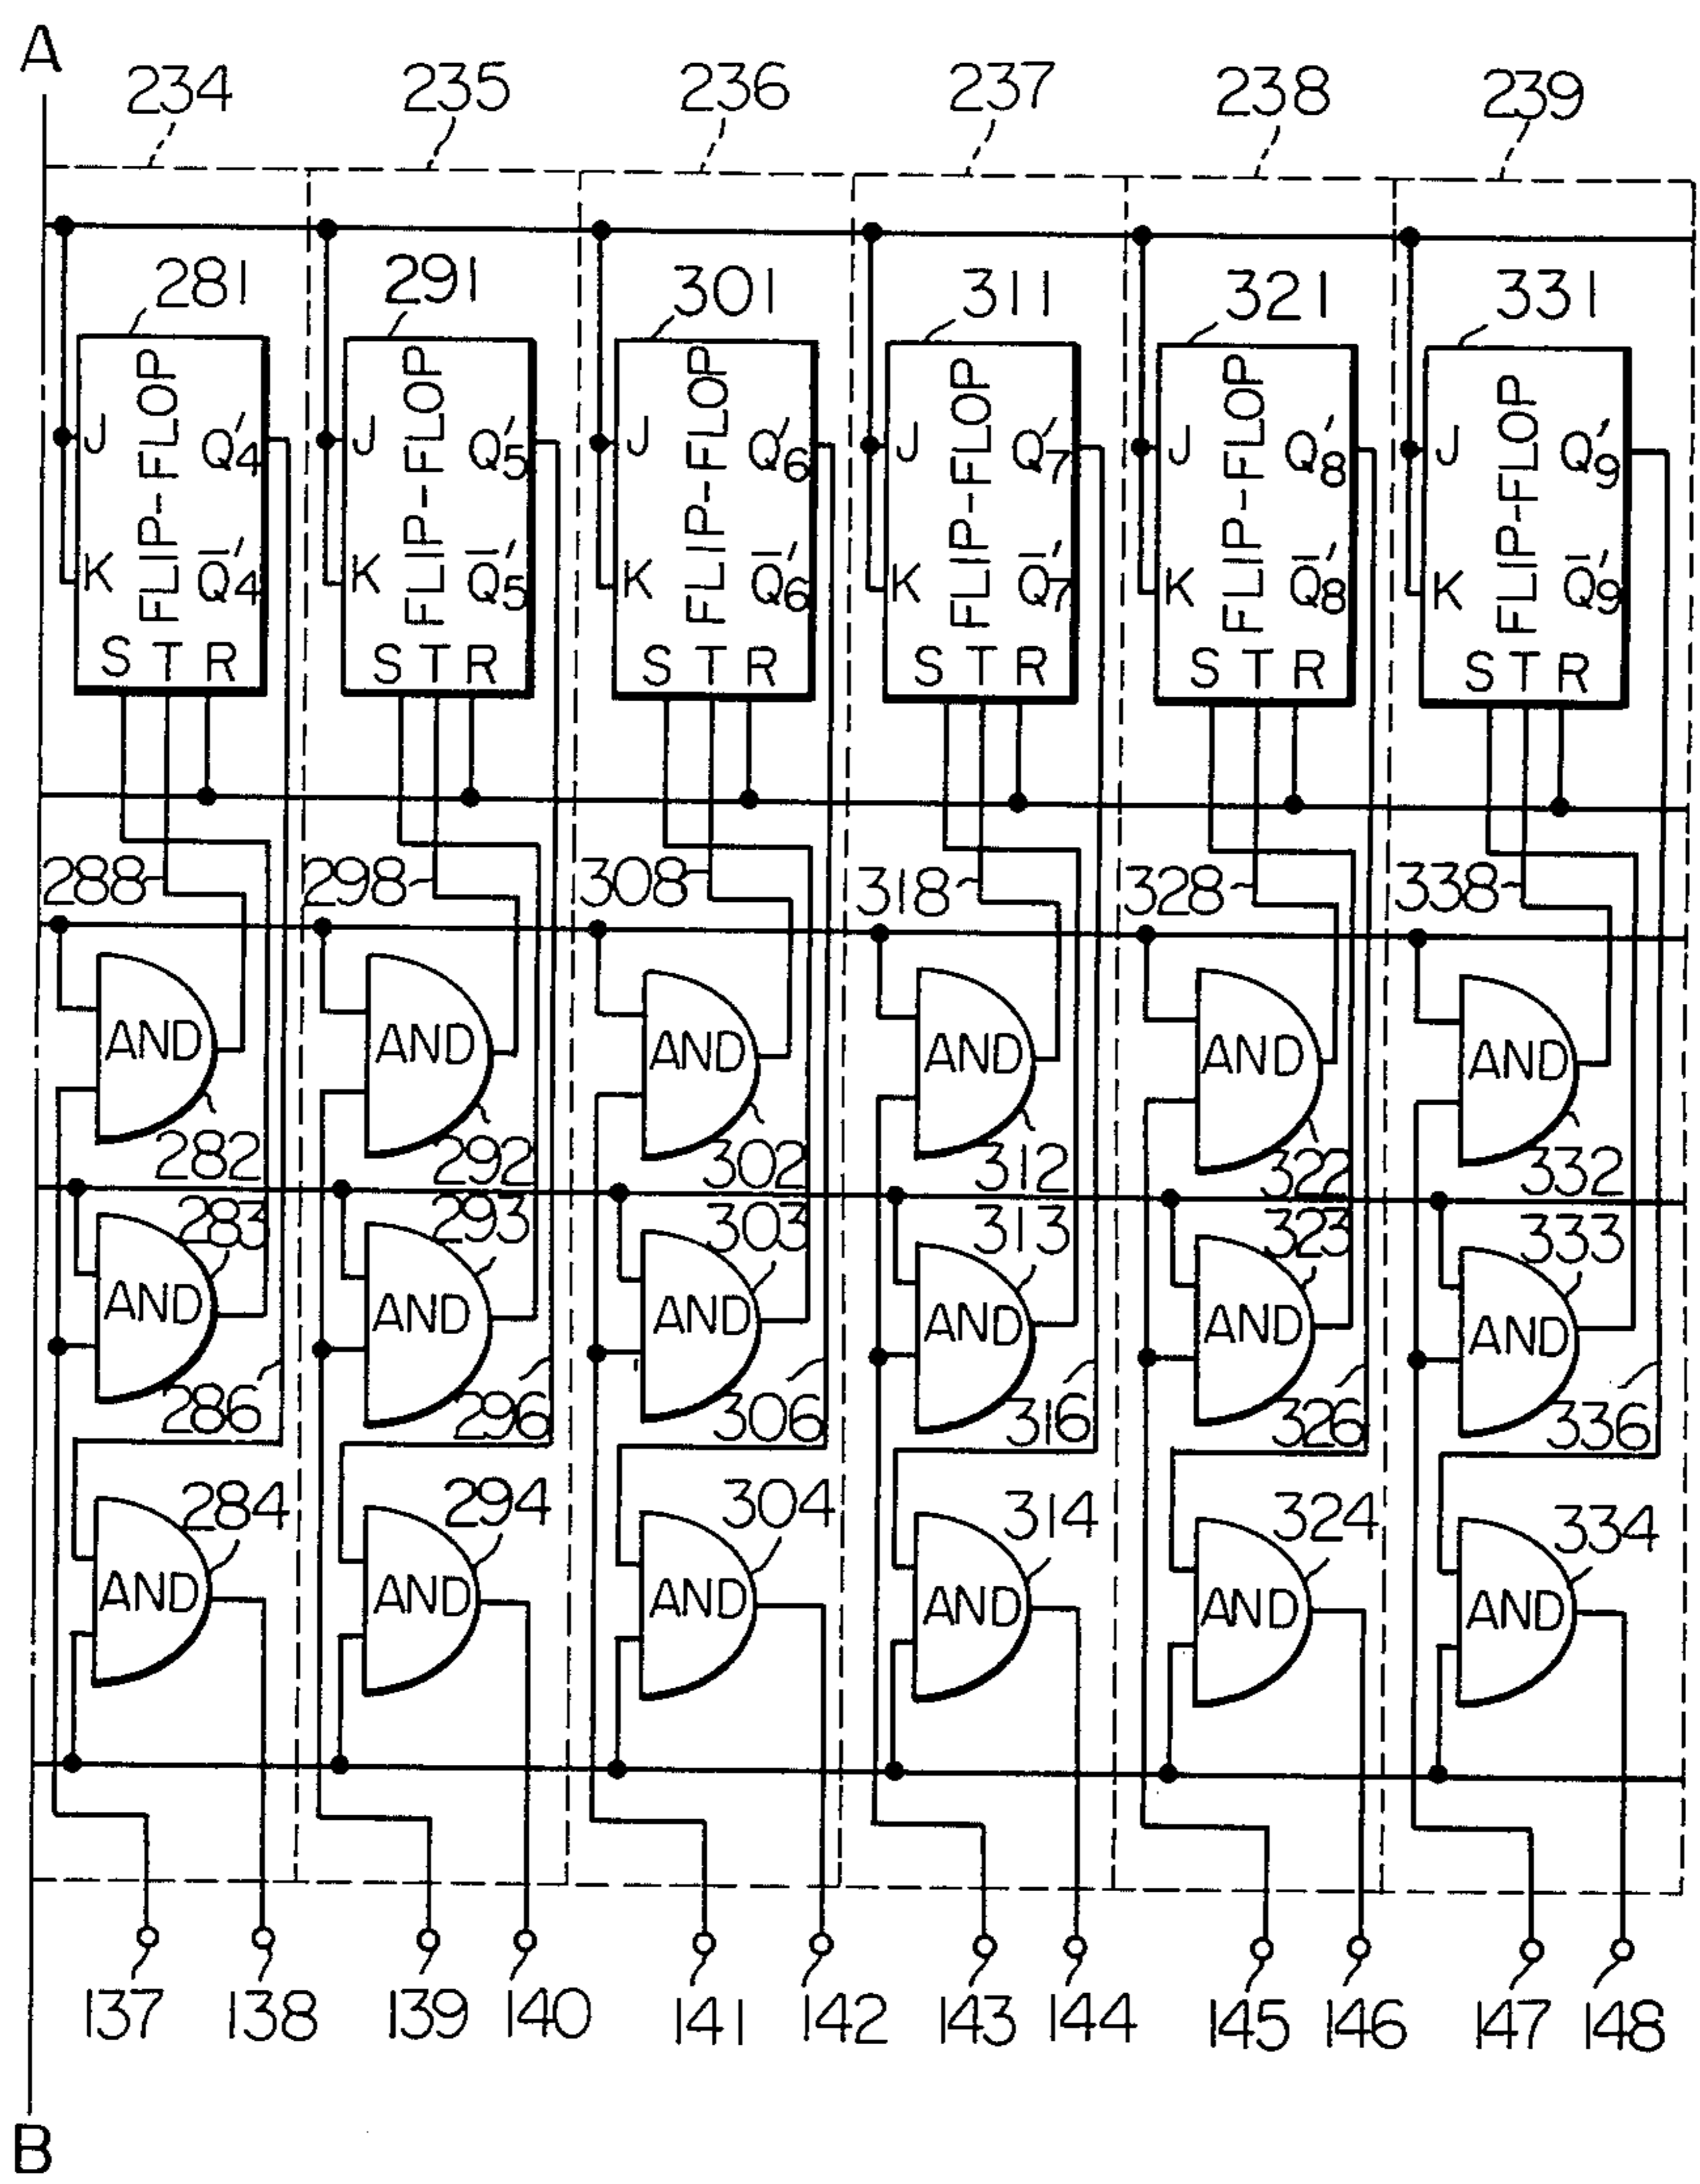 A
234 235 236 237 238 239
281 291 301 311 321 331
FLIP-FLOP FLIP-FLOP FLIP-FLOP FLIP-FLOP FLIP-FLOP FLIP-FLOP
J Q'4 J Q'5 J Q'6 J Q'7 J Q'8 J Q'9
K Q̅'4 K Q̅'5 K Q̅'6 K Q̅'7 K Q̅'8 K Q̅'9
S T R S T R S T R S T R S T R S T R
288 298 308 318 328 338
AND AND AND AND AND AND
282 292 302 312 322 332
283 293 303 313 323 333
AND AND AND AND AND AND
286 296 306 316 326 336
284 294 304 314 324 334
AND AND AND AND AND AND
137 138 139 140 141 142 143 144 145 146 147 148
B